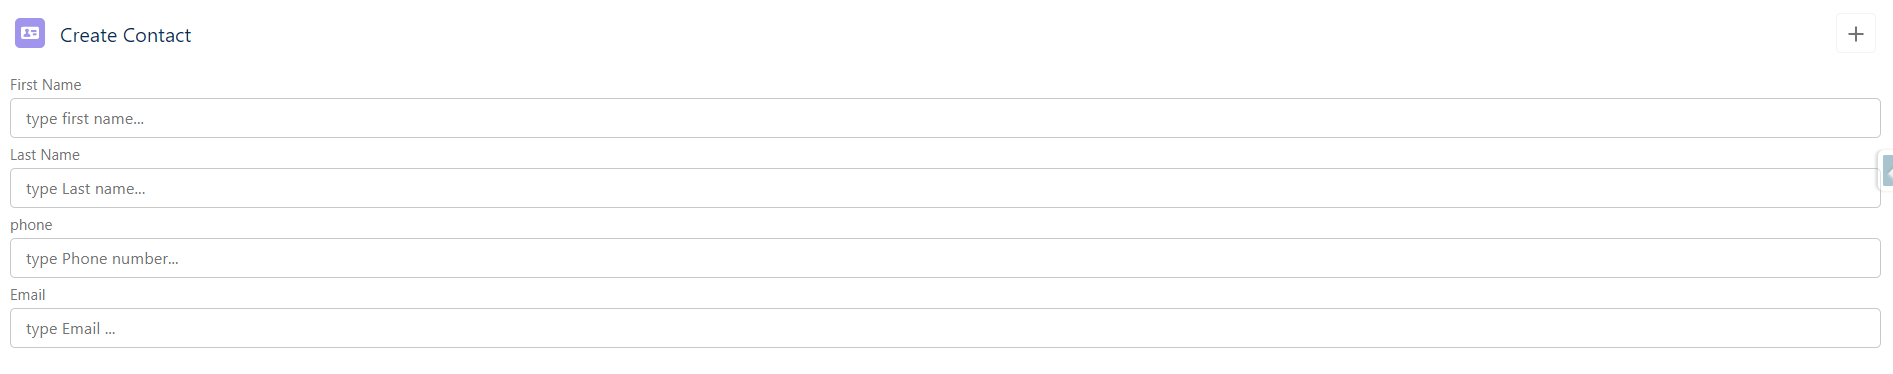 Create Contact
First Name
type first name...
Last Name
type Last name...
phone
type Phone number...
Email
type Email ...